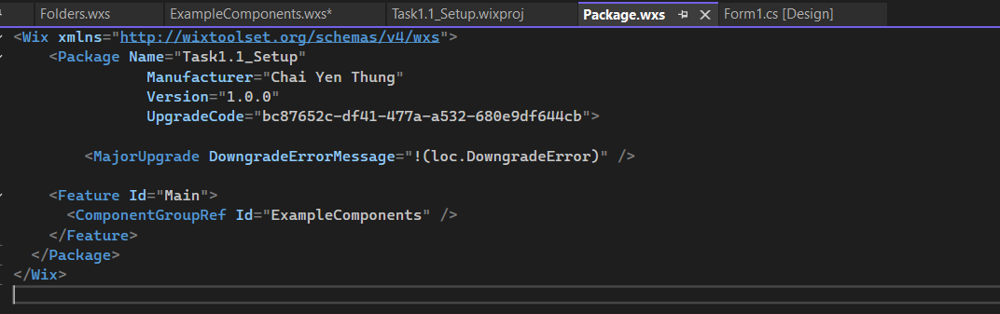 Folders.wxs ExampleComponents.wxs* Task1.1_Setup.wixproj Package.wxs Form1.cs [Design]
<Wix xmlns="http://wixtoolset.org/schemas/v4/wxs">
<Package Name="Task1.1_Setup"
Manufacturer="Chai Yen Thung"
Version="1.0.0"
UpgradeCode="bc87652c-df41-477a-a532-680e9df644cb">
<MajorUpgrade DowngradeErrorMessage="!(loc.DowngradeError)" />
<Feature Id="Main">
<ComponentGroupRef Id="ExampleComponents" />
</Feature>
</Package>
</Wix>